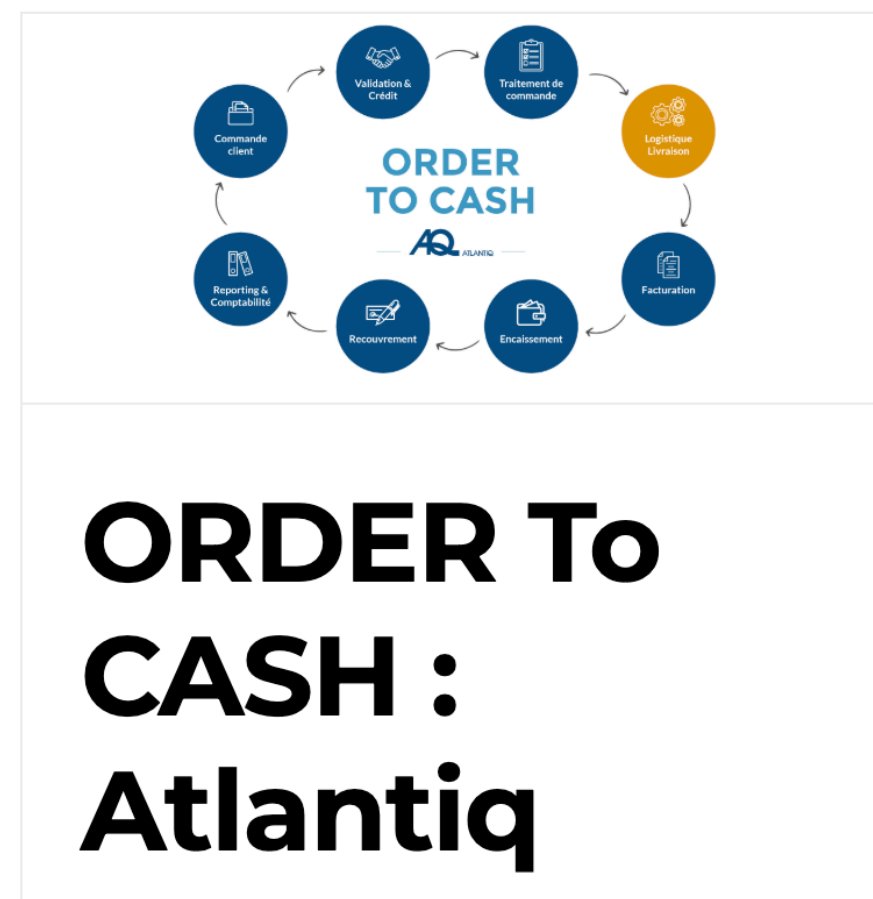 Validation &
Crédit
Traitement de
commande
Commande
client
Logistique
Livraison
ORDER
TO CASH
AQ ATLANTIQ
Reporting &
Comptabilité
Facturation
Recouvrement
Encaissement
ORDER To
CASH :
Atlantiq